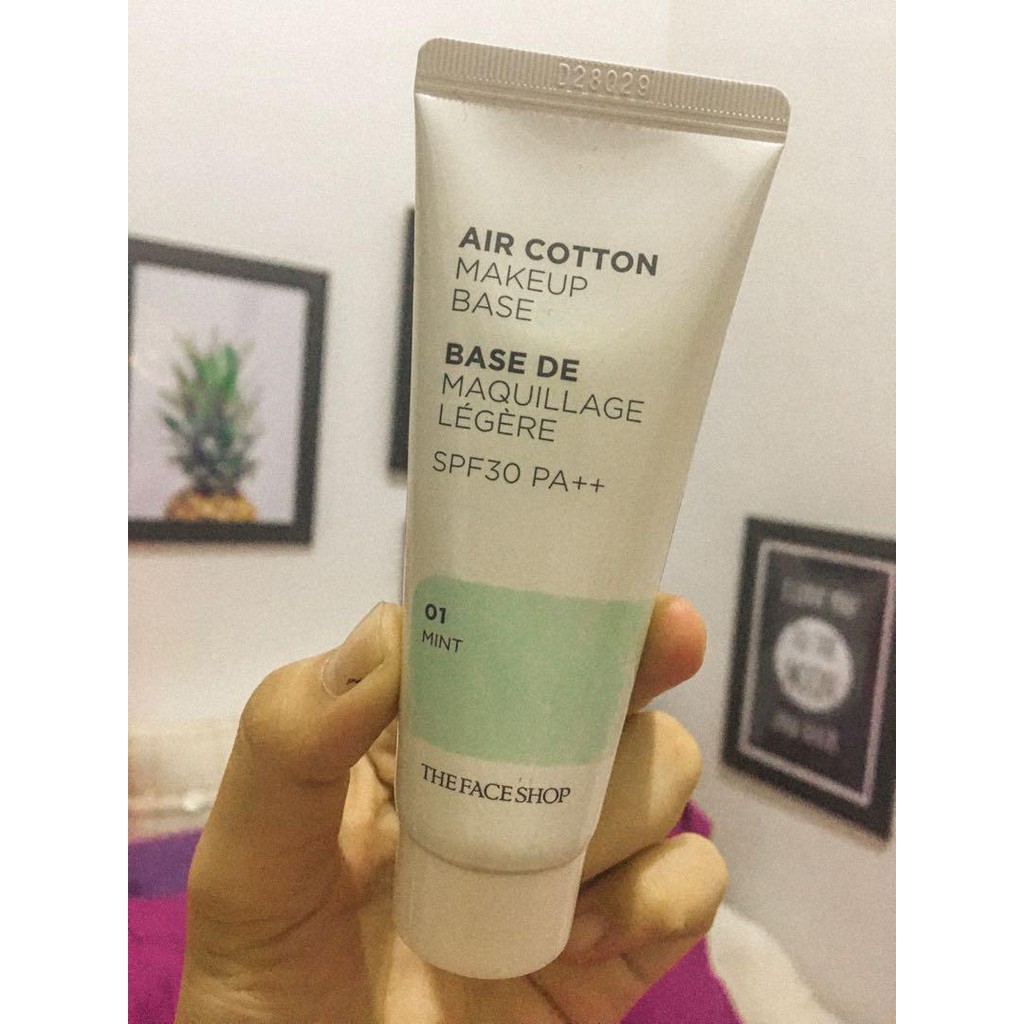 D28029
AIR COTTON
MAKEUP
BASE
BASE DE
MAQUILLAGE
LÉGÈRE
SPF30 PA++
01
MINT
THE FACE SHOP